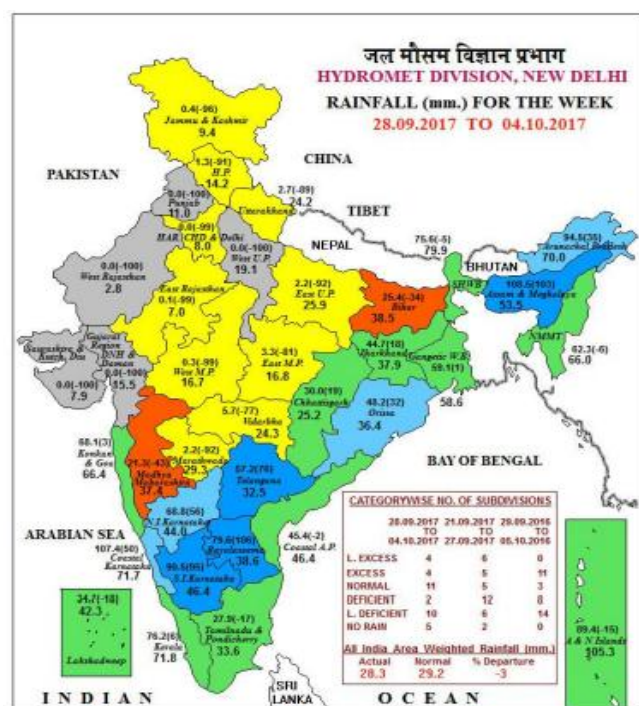 जल मौसम विज्ञान प्रभाग
HYDROMET DIVISION, NEW DELHI
RAINFALL (mm.) FOR THE WEEK
28.09.2017 TO 04.10.2017
0.4(-96)
Jammu & Kashmir
9.4
1.3(-91)
H.P.
14.2
CHINA
PAKISTAN
0.0(-100)
Punjab
11.0
2.7(-89)
24.2
Uttarakhand
TIBET
0.0(-99)
HAR. CHD & Delhi
8.0
0.0(-100)
West U.P.
19.1
NEPAL
75.6(-5)
79.9
BHUTAN
94.5(35)
Arunachal Pradesh
70.0
0.0(-100)
West Rajasthan
2.8
East Rajasthan
0.1(-99)
7.0
2.2(-92)
East U.P.
25.9
25.4(-34)
Bihar
38.5
SHWB
108.5(103)
Assam & Meghalaya
53.5
NMMT
62.3(-6)
66.0
Gujarat
Region
DNH &
Daman
0.0(-100)
15.5
Saurashtra &
Kutch, Diu
0.0(-100)
7.9
0.3(-99)
West M.P.
16.7
3.3(-81)
East M.P.
16.8
44.7(18)
Jharkhand
37.9
Gangetic W.B.
59.1(1)
58.6
30.0(19)
Chhattisgarh
25.2
48.2(32)
Orissa
36.4
5.7(-77)
Vidarbha
24.3
68.1(3)
Konkan
& Goa
66.4
21.3(-43)
Madhya
Maharashtra
37.4
2.2(-92)
Marathwada
29.3
57.2(76)
Telangana
32.5
BAY OF BENGAL
ARABIAN SEA
68.8(56)
N.I.Karnataka
44.0
79.6(106)
Rayalaseema
38.6
45.4(-2)
Coastal A.P.
46.4
107.4(50)
Coastal
Karnataka
71.7
90.5(95)
S.I.Karnataka
46.4
34.7(-18)
42.3
Lakshadweep
76.2(6)
Kerala
71.8
27.9(-17)
Tamilnadu &
Pondicherry
33.6
CATEGORYWISE NO. OF SUBDIVISIONS
28.09.2017 21.09.2017 29.09.2016
TO TO TO
04.10.2017 27.09.2017 05.10.2016
L. EXCESS 4 6 0
EXCESS 4 5 11
NORMAL 11 5 3
DEFICIENT 2 12 8
L. DEFICIENT 10 6 14
NO RAIN 5 2 0
All India Area Weighted Rainfall (mm.)
Actual Normal % Departure
28.3 29.2 -3
89.4(-15)
A & N Islands
105.3
SRI
LANKA
INDIAN OCEAN